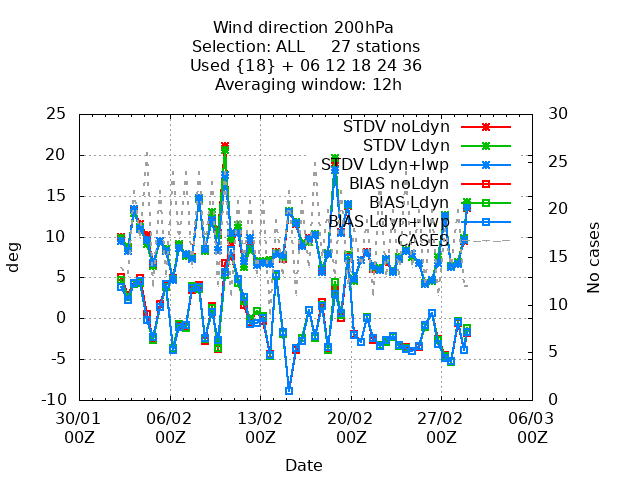 Wind direction 200hPa
Selection: ALL     27 stations
Used {18} + 06 12 18 24 36
Averaging window: 12h
25 30
STDV noLdyn
STDV Ldyn
20 25
STDV Ldyn+lwp
BIAS noLdyn
15 20
BIAS Ldyn
BIAS Ldyn+lwp
10 15
CASES
deg
No cases
5
0 10
-5 5
-10 0
30/01 06/02 13/02 20/02 27/02 06/03
00Z 00Z 00Z 00Z 00Z 00Z
Date